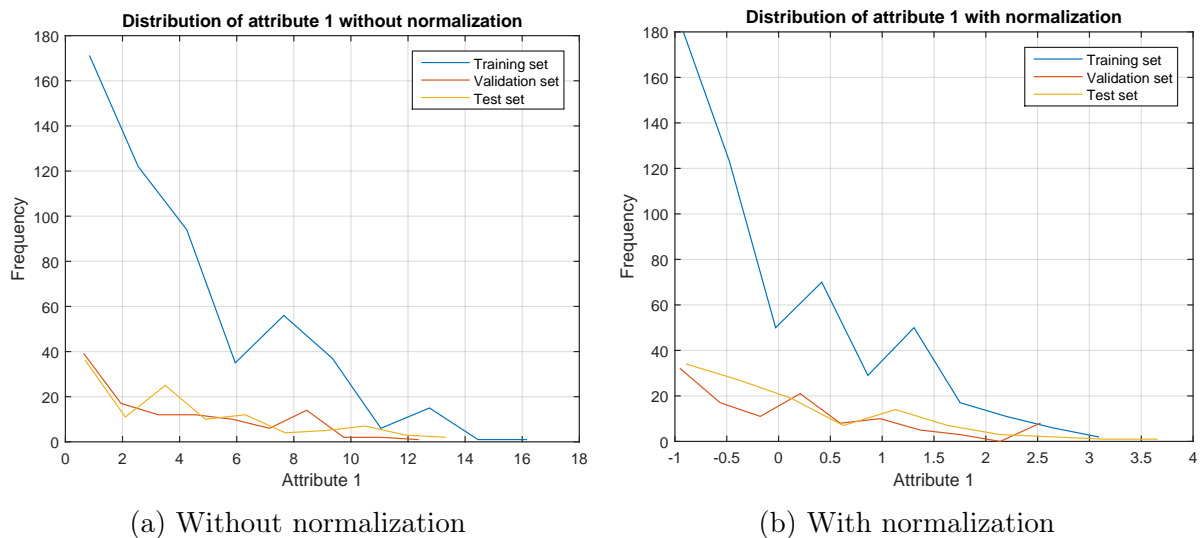 Distribution of attribute 1 without normalization
180
160
140
120
100
80
60
40
20
0
Frequency
0 2 4 6 8 10 12 14 16 18
Attribute 1
Training set
Validation set
Test set
(a) Without normalization
Distribution of attribute 1 with normalization
180
160
140
120
100
80
60
40
20
0
Frequency
-1 -0.5 0 0.5 1 1.5 2 2.5 3 3.5 4
Attribute 1
Training set
Validation set
Test set
(b) With normalization